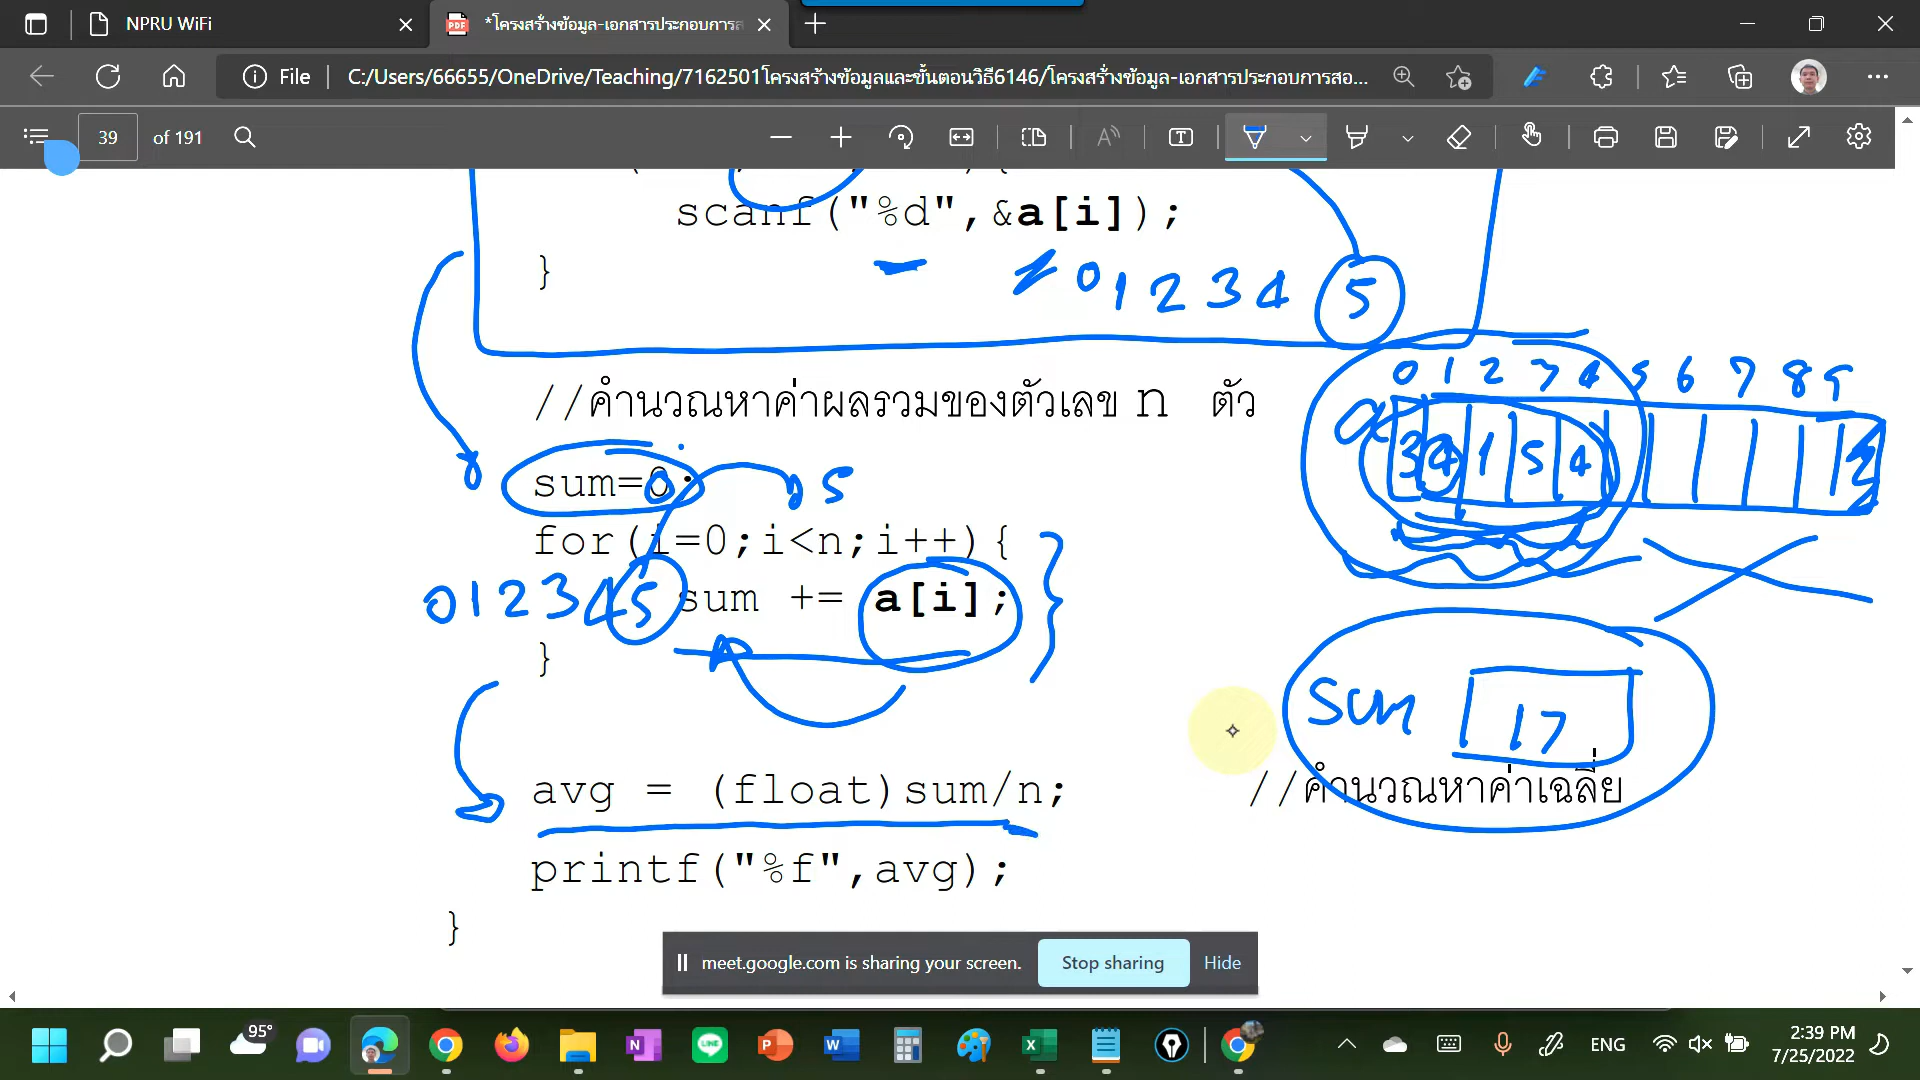 NPRU WiFi
*โครงสร้างข้อมูล-เอกสารประกอบการส
File
C:/Users/66655/OneDrive/Teaching/7162501โครงสร้างข้อมูลและขั้นตอนวิธี6146/โครงสร้างข้อมูล-เอกสารประกอบการสอ...
39 of 191
scanf("%d",&a[i]);
}
0 1 2 3 4 5
0 1 2 3 4 5 6 7 8 9
//คำนวณหาค่าผลรวมของตัวเลข n ตัว
a 3 4 1 5 4
sum=0;
5
for(i=0;i<n;i++){
0 1 2 3 4 5
sum += a[i];
}
sum 17
avg = (float)sum/n; //คำนวณหาค่าเฉลี่ย
printf("%f",avg);
}
meet.google.com is sharing your screen. Stop sharing Hide
95°
ENG
2:39 PM
7/25/2022